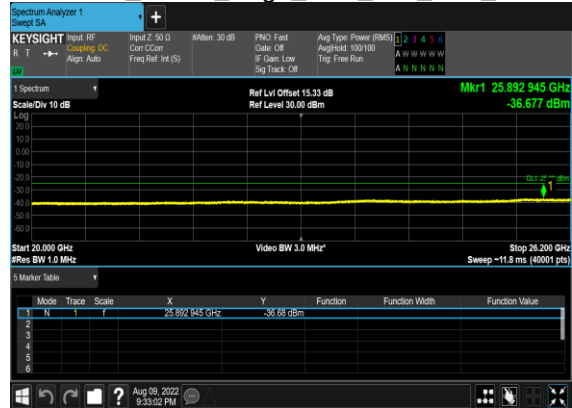 Spectrum Analyzer 1
Swept SA
+
KEYSIGHT Input: RF Input Z: 50 Ω #Atten: 30 dB PNO: Fast Avg Type: Power (RMS) 1 2 3 4 5 6
R T Coupling: DC Corr CCorr Gate: Off Avg|Hold: 100/100 A W W W W W
Align: Auto Freq Ref: Int (S) IF Gain: Low Trig: Free Run
Sig Track: Off A N N N N N
1 Spectrum Ref Lvl Offset 15.33 dB Mkr1 25.892 945 GHz
Scale/Div 10 dB Ref Level 30.00 dBm -36.677 dBm
Log
20.0
10.0
0.00
-10.0
-20.0
DL1 dBm
-30.0
1
-40.0
-50.0
-60.0
Start 20.000 GHz Video BW 3.0 MHz* Stop 26.200 GHz
#Res BW 1.0 MHz Sweep ~11.8 ms (40001 pts)
5 Marker Table
Mode Trace Scale X Y Function Function Width Function Value
1 N 1 f 25.892 945 GHz -36.68 dBm
2
3
4
5
6
? Aug 09, 2022
9:33:02 PM